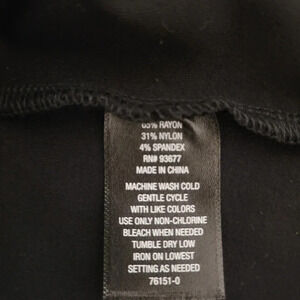 65% RAYON
31% NYLON
4% SPANDEX
RN# 93677
MADE IN CHINA
MACHINE WASH COLD
GENTLE CYCLE
WITH LIKE COLORS
USE ONLY NON-CHLORINE
BLEACH WHEN NEEDED
TUMBLE DRY LOW
IRON ON LOWEST
SETTING AS NEEDED
76151-0